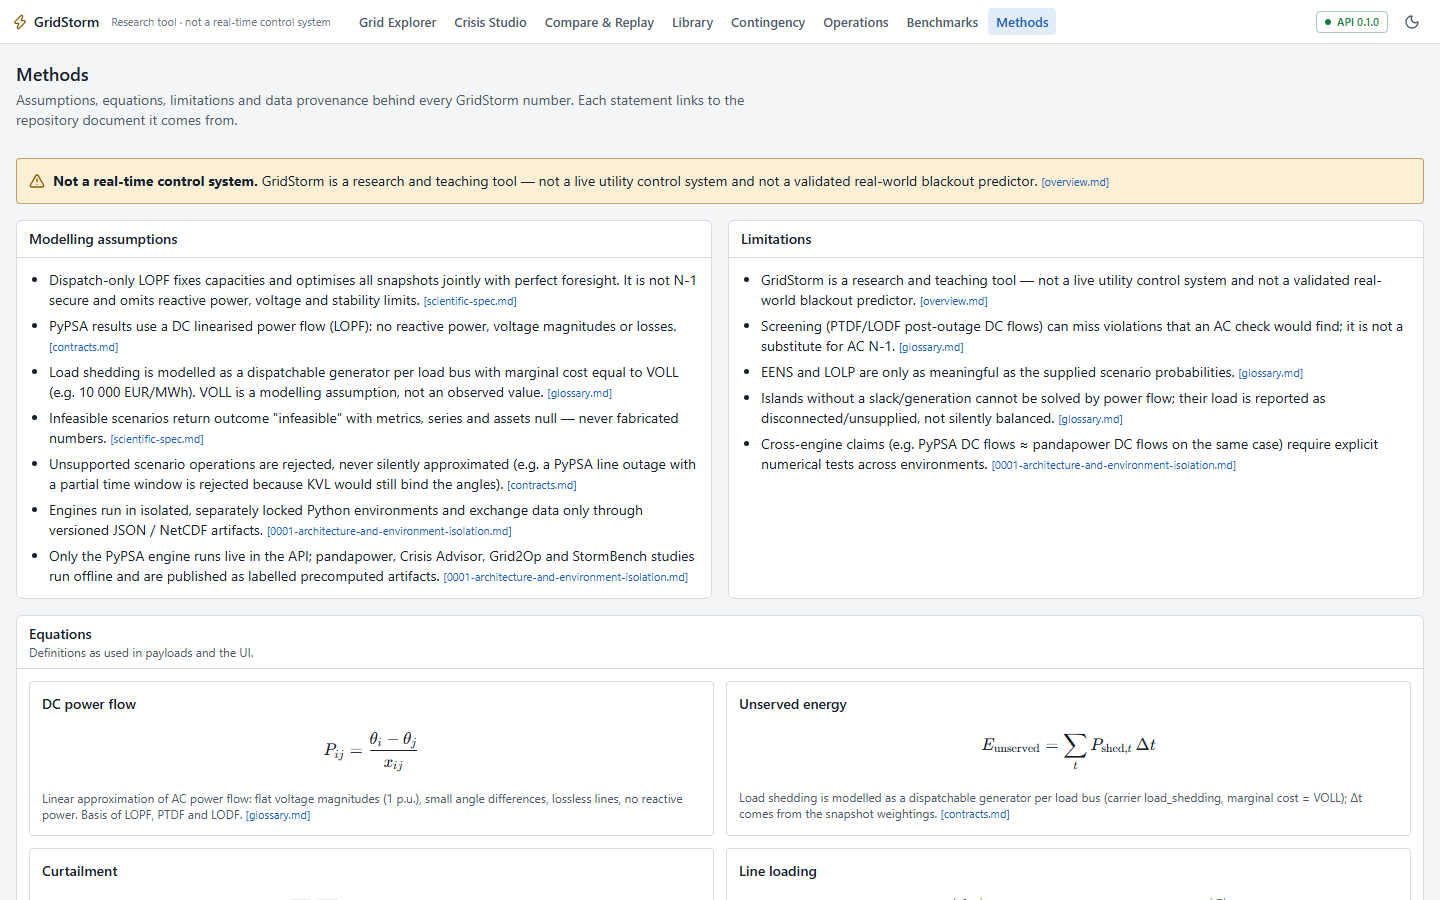 GridStorm
Research tool · not a real-time control system
Grid Explorer
Crisis Studio
Compare & Replay
Library
Contingency
Operations
Benchmarks
Methods
API 0.1.0
Methods
Assumptions, equations, limitations and data provenance behind every GridStorm number. Each statement links to the
repository document it comes from.
Not a real-time control system. GridStorm is a research and teaching tool — not a live utility control system and not a validated real-world blackout predictor. [overview.md]
Modelling assumptions
• Dispatch-only LOPF fixes capacities and optimises all snapshots jointly with perfect foresight. It is not N-1
secure and omits reactive power, voltage and stability limits. [scientific-spec.md]
• PyPSA results use a DC linearised power flow (LOPF): no reactive power, voltage magnitudes or losses.
[contracts.md]
• Load shedding is modelled as a dispatchable generator per load bus with marginal cost equal to VOLL
(e.g. 10 000 EUR/MWh). VOLL is a modelling assumption, not an observed value. [glossary.md]
• Infeasible scenarios return outcome "infeasible" with metrics, series and assets null — never fabricated
numbers. [scientific-spec.md]
• Unsupported scenario operations are rejected, never silently approximated (e.g. a PyPSA line outage with
a partial time window is rejected because KVL would still bind the angles). [contracts.md]
• Engines run in isolated, separately locked Python environments and exchange data only through
versioned JSON / NetCDF artifacts. [0001-architecture-and-environment-isolation.md]
• Only the PyPSA engine runs live in the API; pandapower, Crisis Advisor, Grid2Op and StormBench studies
run offline and are published as labelled precomputed artifacts. [0001-architecture-and-environment-isolation.md]
Limitations
• GridStorm is a research and teaching tool — not a live utility control system and not a validated real-
world blackout predictor. [overview.md]
• Screening (PTDF/LODF post-outage DC flows) can miss violations that an AC check would find; it is not a
substitute for AC N-1. [glossary.md]
• EENS and LOLP are only as meaningful as the supplied scenario probabilities. [glossary.md]
• Islands without a slack/generation cannot be solved by power flow; their load is reported as
disconnected/unsupplied, not silently balanced. [glossary.md]
• Cross-engine claims (e.g. PyPSA DC flows ≈ pandapower DC flows on the same case) require explicit
numerical tests across environments. [0001-architecture-and-environment-isolation.md]
Equations
Definitions as used in payloads and the UI.
DC power flow
P_ij = (θ_i − θ_j) / x_ij
Linear approximation of AC power flow: flat voltage magnitudes (1 p.u.), small angle differences, lossless lines, no reactive
power. Basis of LOPF, PTDF and LODF. [glossary.md]
Unserved energy
E_unserved = ∑_t P_shed,t Δt
Load shedding is modelled as a dispatchable generator per load bus (carrier load_shedding, marginal cost = VOLL); Δt
comes from the snapshot weightings. [contracts.md]
Curtailment
Line loading